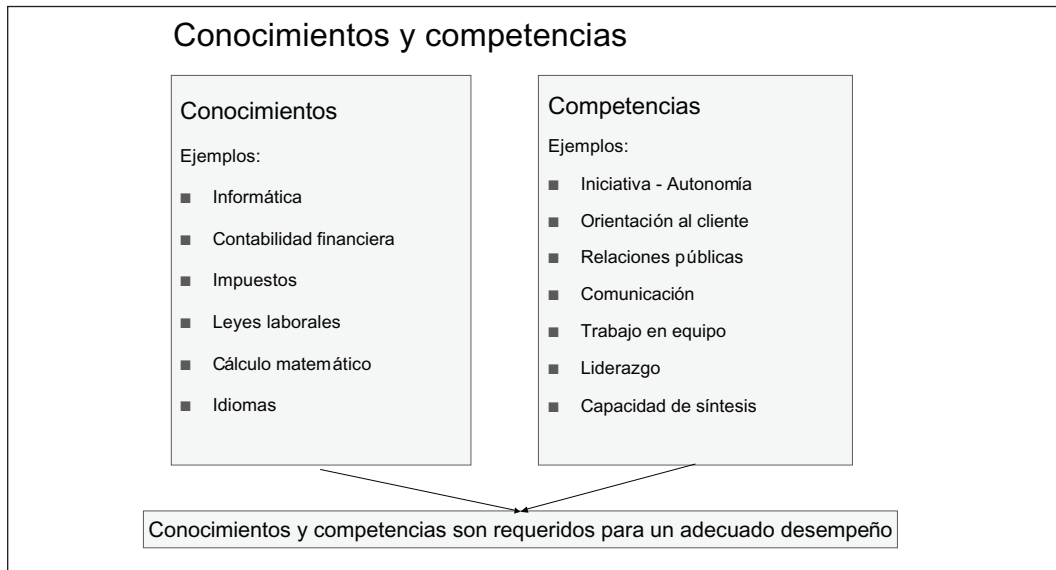 Conocimientos y competencias
Conocimientos
Ejemplos:
■ Informática
■ Contabilidad financiera
■ Impuestos
■ Leyes laborales
■ Cálculo matemático
■ Idiomas
Competencias
Ejemplos:
■ Iniciativa - Autonomía
■ Orientación al cliente
■ Relaciones públicas
■ Comunicación
■ Trabajo en equipo
■ Liderazgo
■ Capacidad de síntesis
Conocimientos y competencias son requeridos para un adecuado desempeño